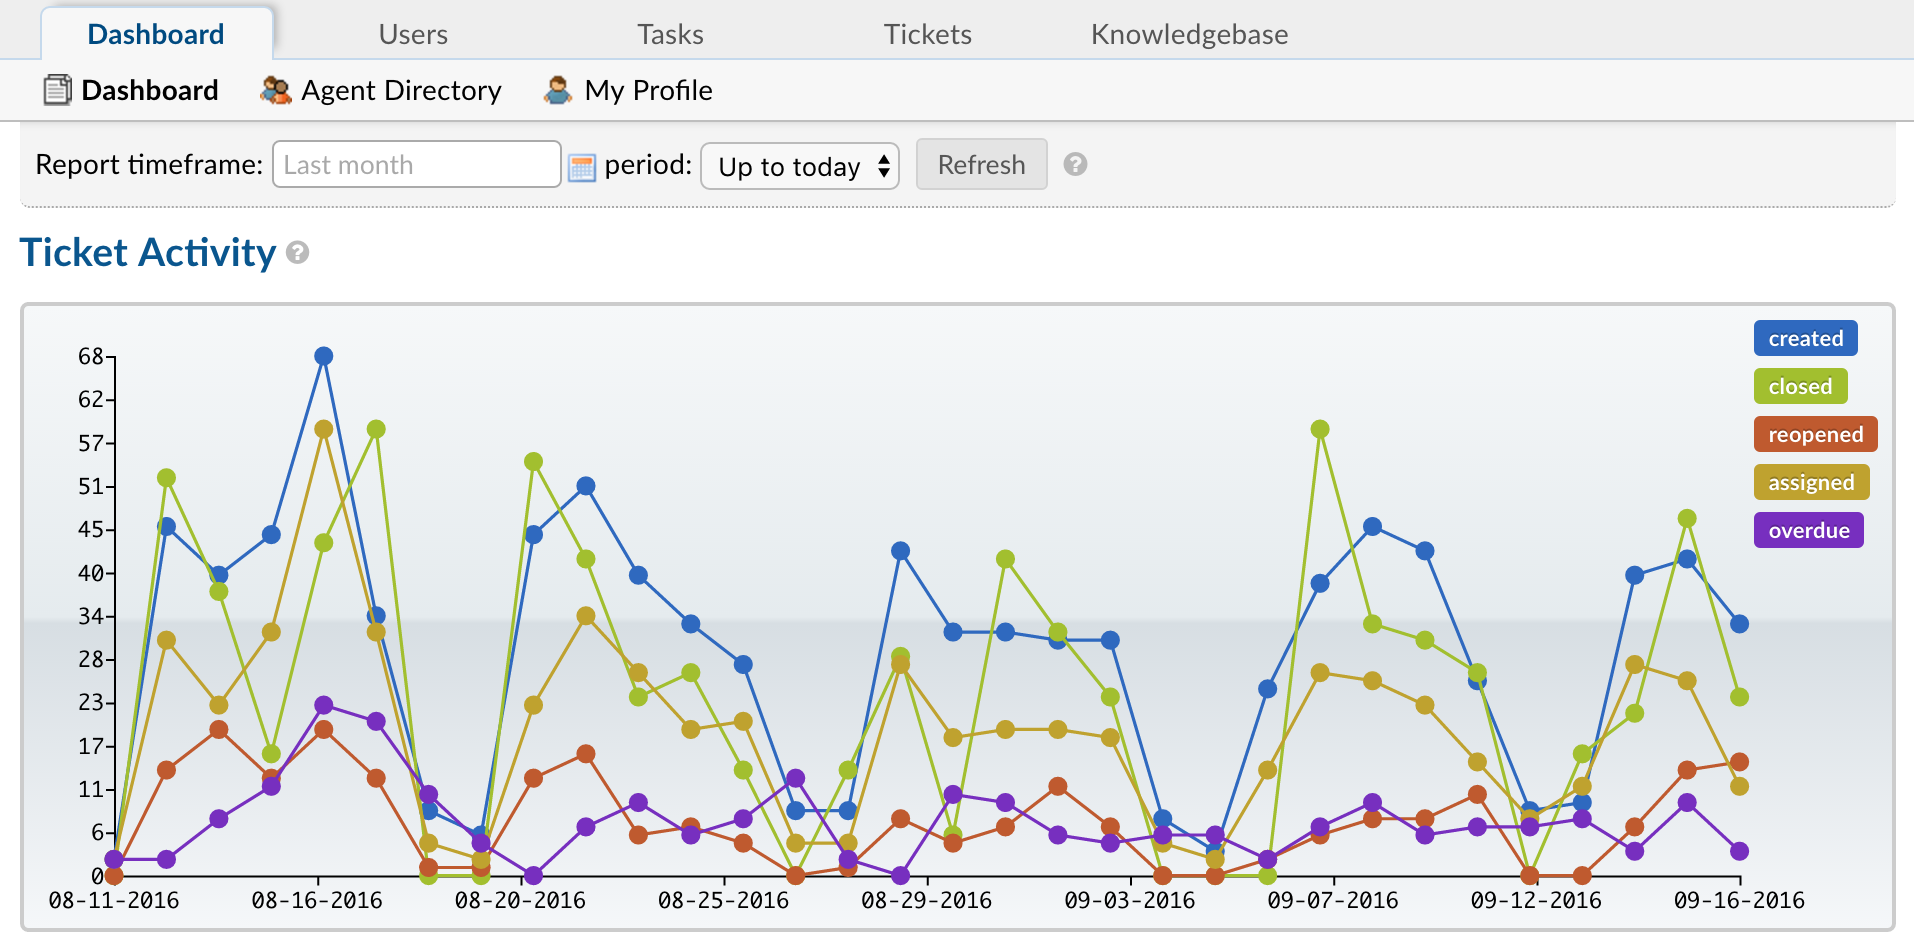 Dashboard Users Tasks Tickets Knowledgebase
Dashboard Agent Directory My Profile
Report timeframe: Last month period: Up to today Refresh ?
Ticket Activity ?
created
closed
reopened
assigned
overdue
68
62
57
51
45
40
34
28
23
17
11
6
0
08-11-2016 08-16-2016 08-20-2016 08-25-2016 08-29-2016 09-03-2016 09-07-2016 09-12-2016 09-16-2016